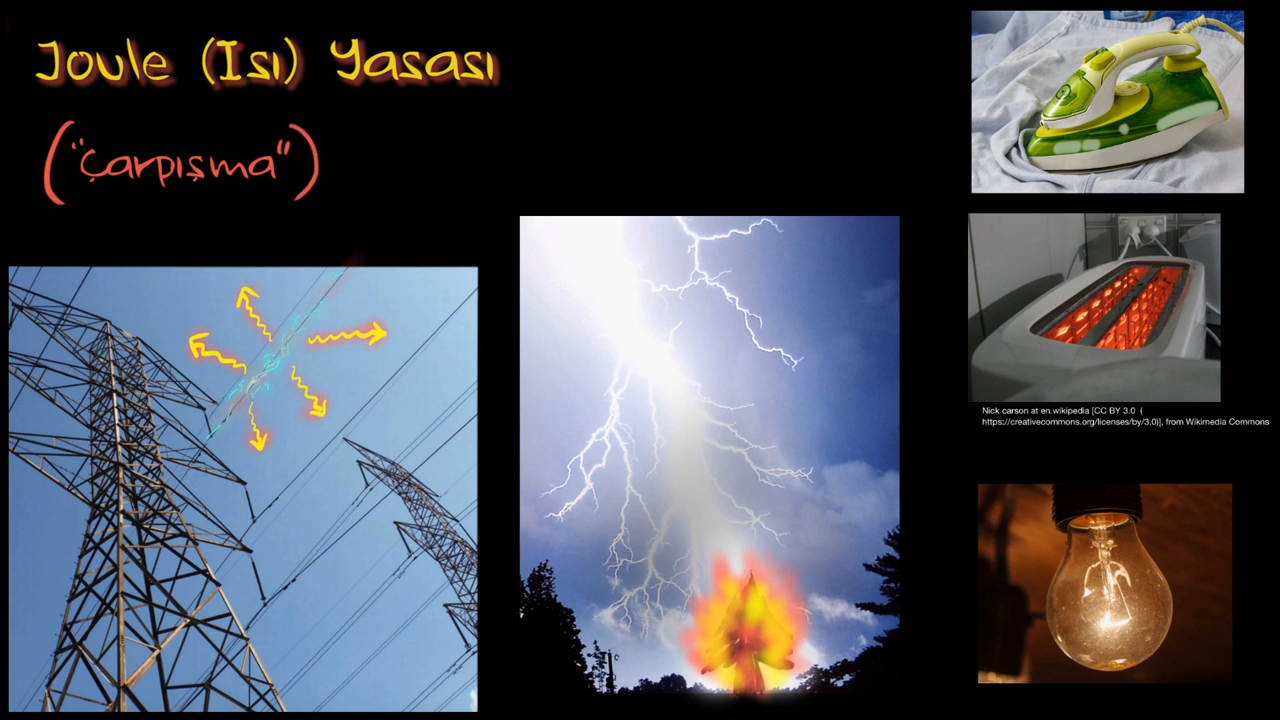 Joule (Isı) Yasası
("Çarpışma")
Nick carson at en.wikipedia [CC BY 3.0 (
https://creativecommons.org/licenses/by/3.0)], from Wikimedia Commons